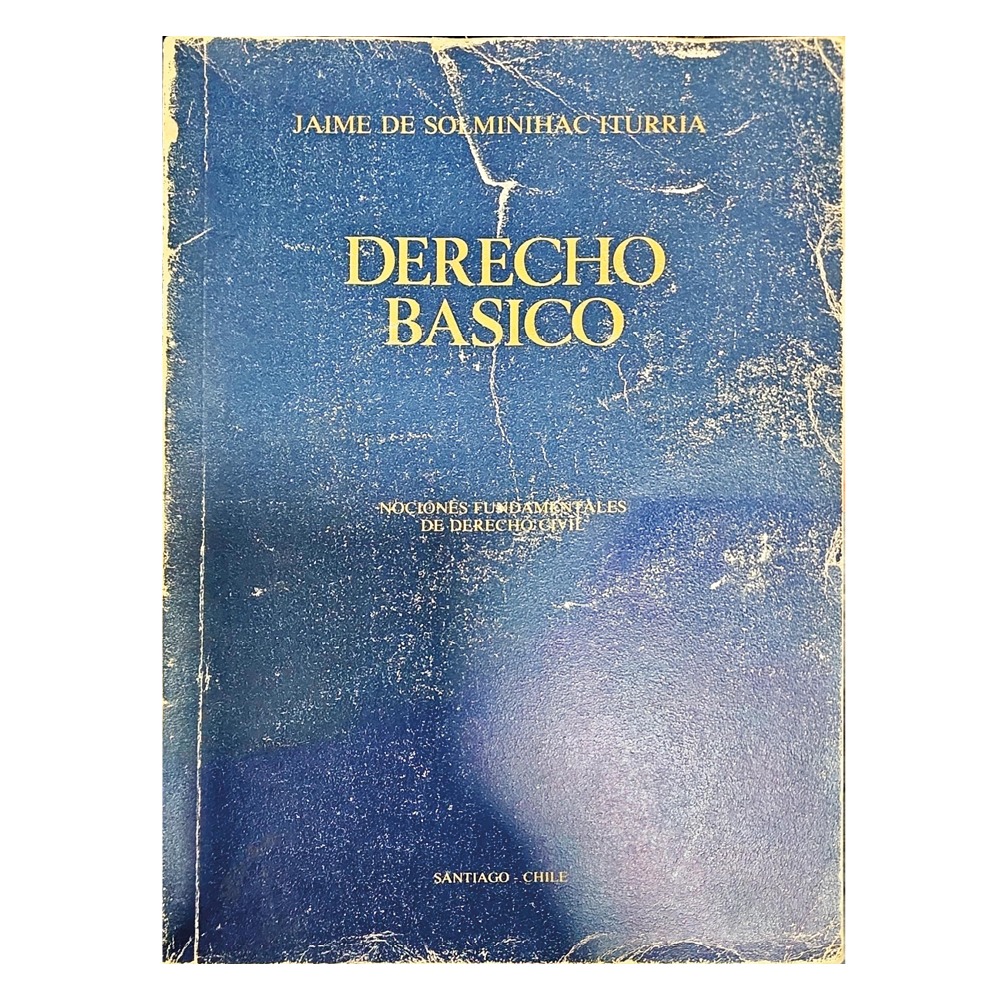 JAIME DE SOLMINIHAC ITURRIA
DERECHO
BASICO
NOCIONES FUNDAMENTALES
DE DERECHO CIVIL
SANTIAGO - CHILE